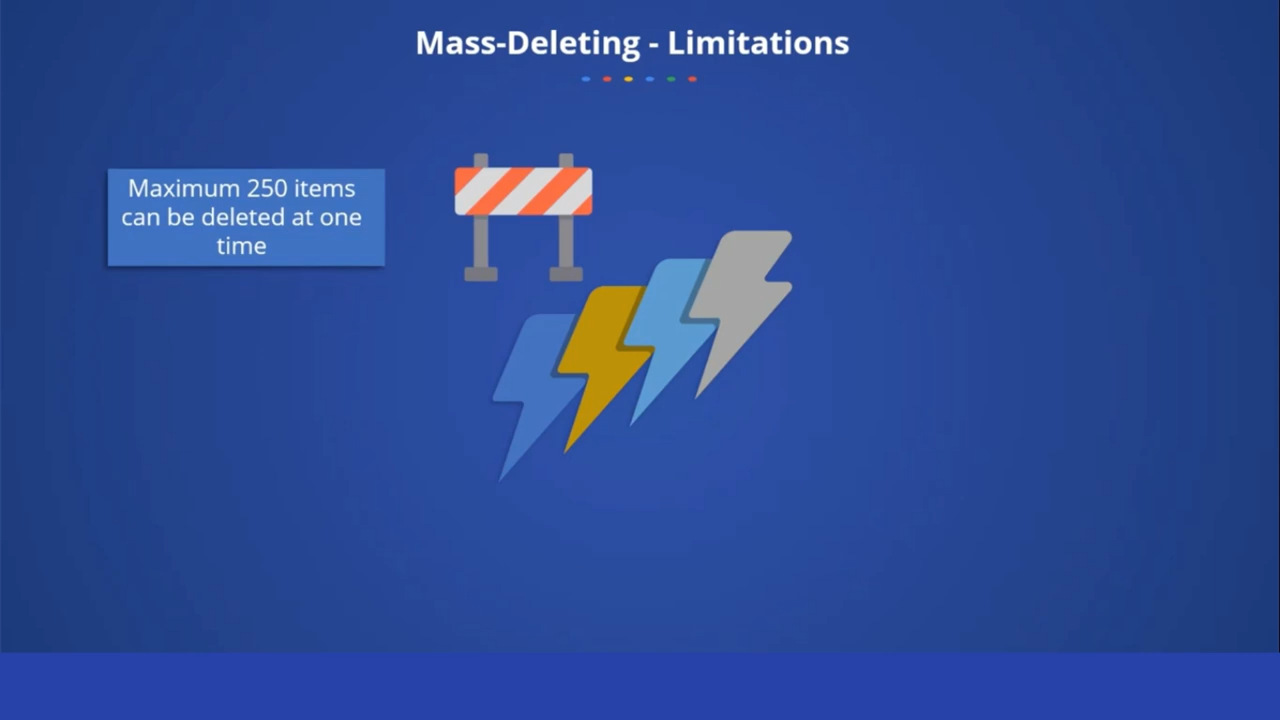 Mass-Deleting - Limitations
Maximum 250 items
can be deleted at one
time